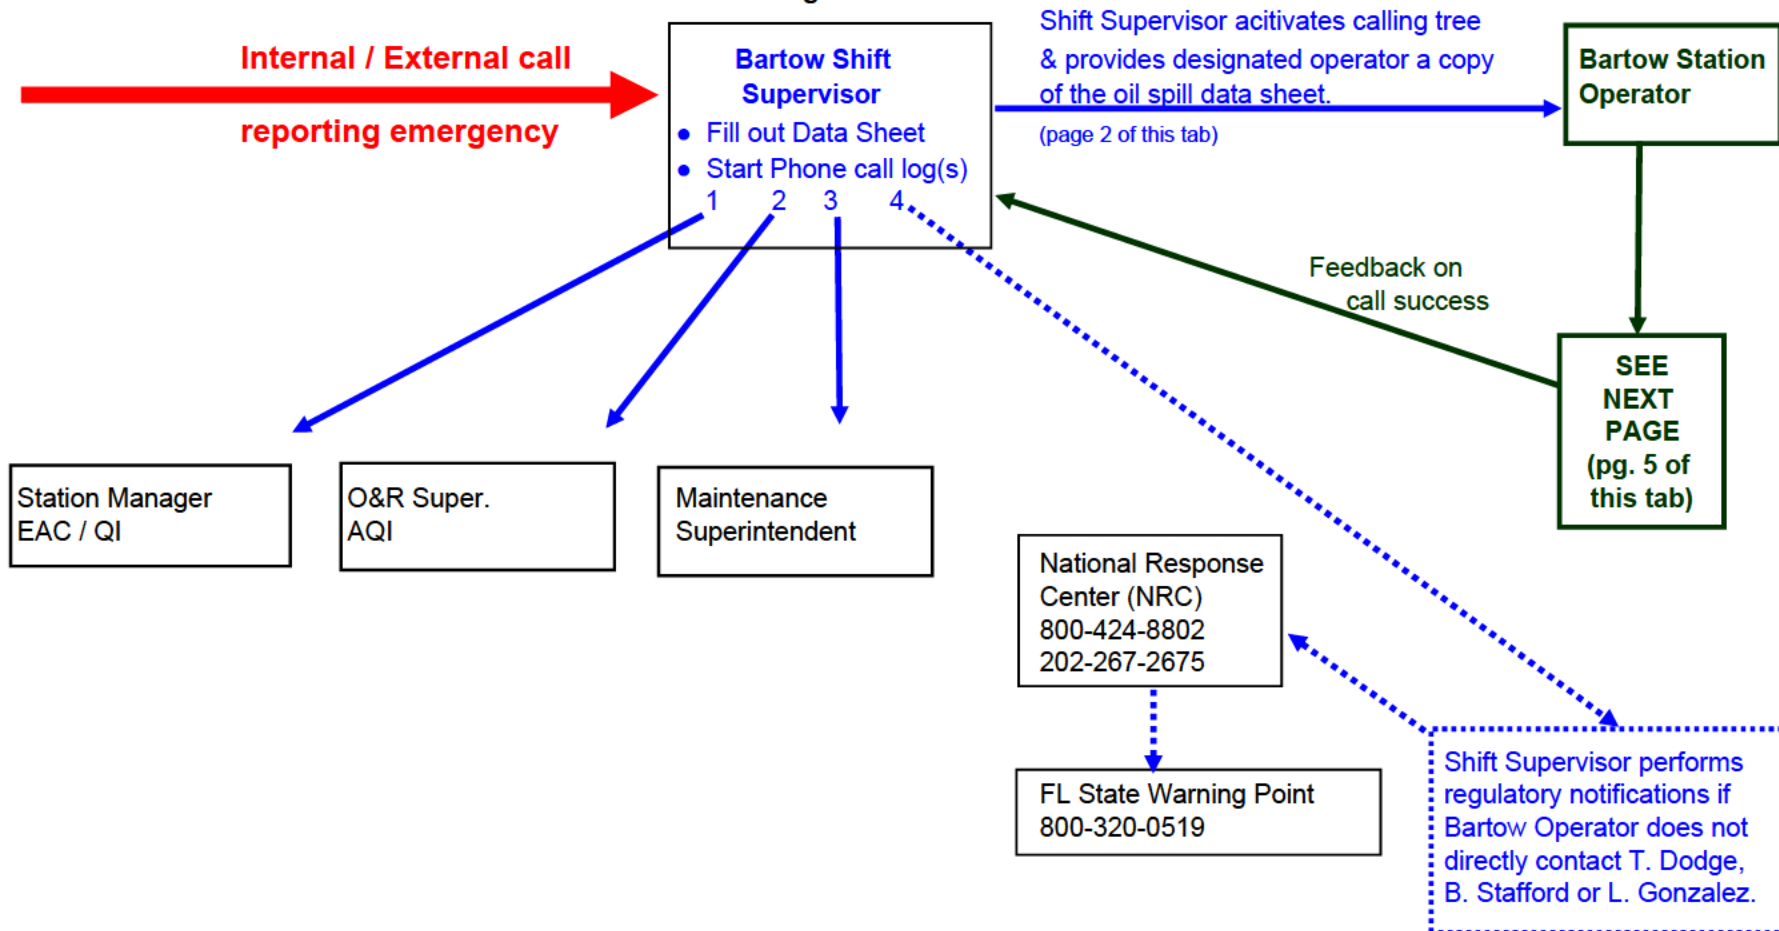 Internal / External call
reporting emergency
Bartow Shift
Supervisor
● Fill out Data Sheet
● Start Phone call log(s)
1 2 3 4
Shift Supervisor acitivates calling tree
& provides designated operator a copy
of the oil spill data sheet.
(page 2 of this tab)
Bartow Station
Operator
Feedback on
call success
SEE
NEXT
PAGE
(pg. 5 of
this tab)
Station Manager
EAC / QI
O&R Super.
AQI
Maintenance
Superintendent
National Response
Center (NRC)
800-424-8802
202-267-2675
FL State Warning Point
800-320-0519
Shift Supervisor performs
regulatory notifications if
Bartow Operator does not
directly contact T. Dodge,
B. Stafford or L. Gonzalez.